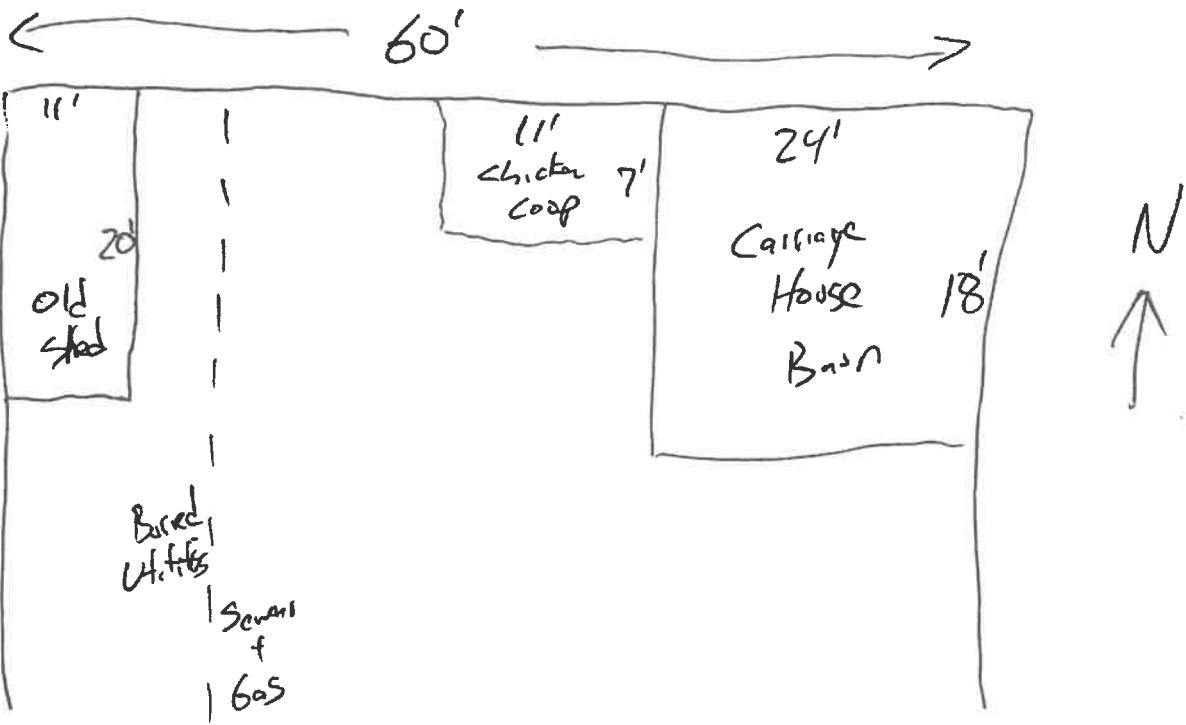 60'
11'
20'
Old
Shed
11'
Chicken
Coop
7'
24'
Carriage
House
Barn
18'
N
Buried
Utilities
Sewer
+
Gas